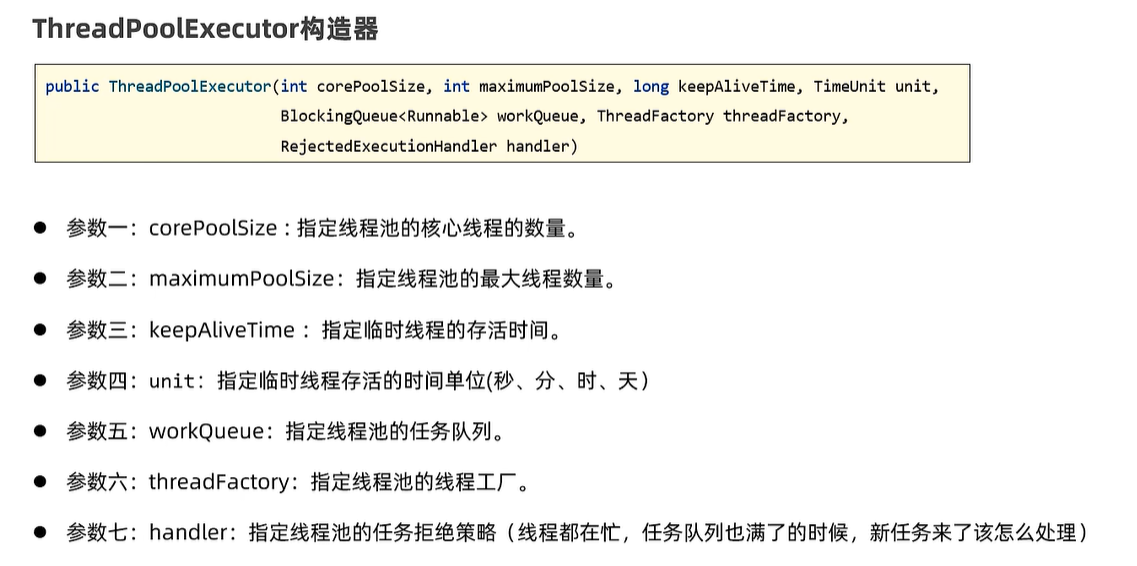 ThreadPoolExecutor构造器
public ThreadPoolExecutor(int corePoolSize, int maximumPoolSize, long keepAliveTime, TimeUnit unit,
BlockingQueue<Runnable> workQueue, ThreadFactory threadFactory,
RejectedExecutionHandler handler)
● 参数一：corePoolSize : 指定线程池的核心线程的数量。
● 参数二：maximumPoolSize：指定线程池的最大线程数量。
● 参数三：keepAliveTime ：指定临时线程的存活时间。
● 参数四：unit：指定临时线程存活的时间单位(秒、分、时、天）
● 参数五：workQueue：指定线程池的任务队列。
● 参数六：threadFactory：指定线程池的线程工厂。
● 参数七：handler：指定线程池的任务拒绝策略（线程都在忙，任务队列也满了的时候，新任务来了该怎么处理）